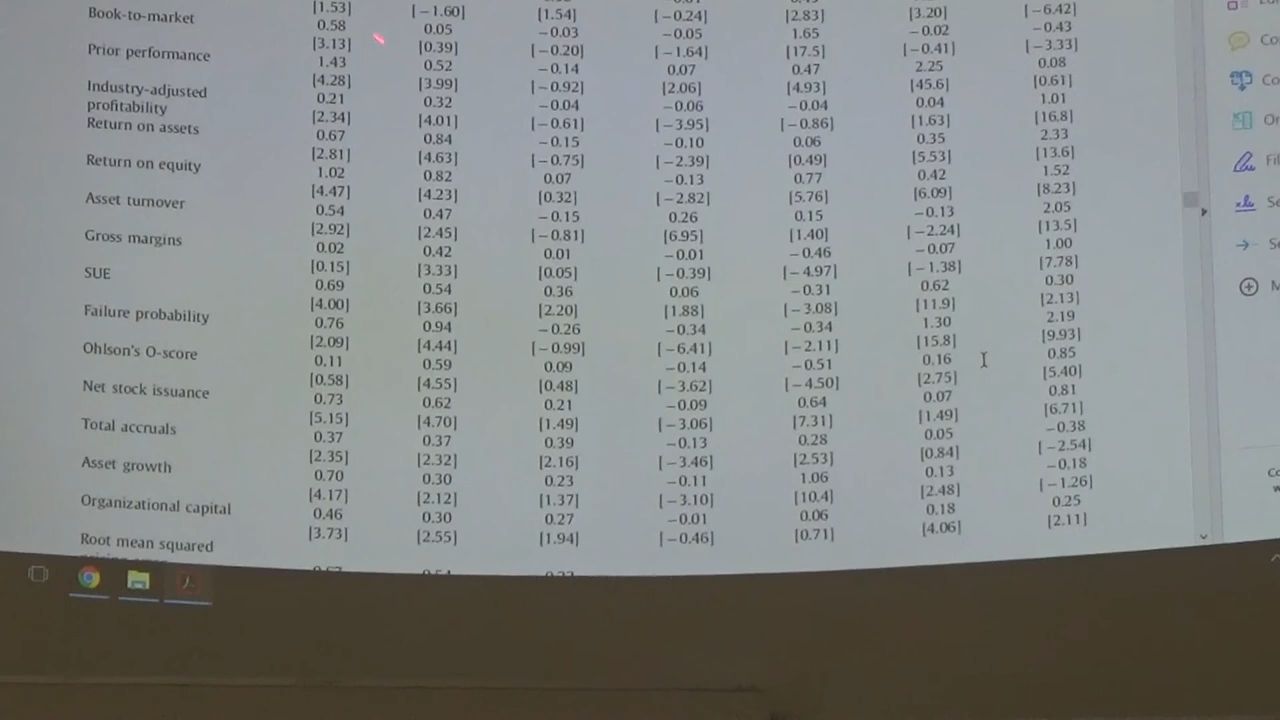 [1.53] [−1.60] [1.54] [−0.24] [2.83] [3.20] [−6.42]
Book-to-market 0.58 0.05 −0.03 −0.05 1.65 −0.02 −0.43
[3.13] [0.39] [−0.20] [−1.64] [17.5] [−0.41] [−3.33]
Prior performance 1.43 0.52 −0.14 0.07 0.47 2.25 0.08
[4.28] [3.99] [−0.92] [2.06] [4.93] [45.6] [0.61]
Industry-adjusted 0.21 0.32 −0.04 −0.06 −0.04 0.04 1.01
profitability [2.34] [4.01] [−0.61] [−3.95] [−0.86] [1.63] [16.8]
Return on assets 0.67 0.84 −0.15 −0.10 0.06 0.35 2.33
[2.81] [4.63] [−0.75] [−2.39] [0.49] [5.53] [13.6]
Return on equity 1.02 0.82 0.07 −0.13 0.77 0.42 1.52
[4.47] [4.23] [0.32] [−2.82] [5.76] [6.09] [8.23]
Asset turnover 0.54 0.47 −0.15 0.26 0.15 −0.13 2.05
[2.92] [2.45] [−0.81] [6.95] [1.40] [−2.24] [13.5]
Gross margins 0.02 0.42 0.01 −0.01 −0.46 −0.07 1.00
[0.15] [3.33] [0.05] [−0.39] [−4.97] [−1.38] [7.78]
SUE 0.69 0.54 0.36 0.06 −0.31 0.62 0.30
[4.00] [3.66] [2.20] [1.88] [−3.08] [11.9] [2.13]
Failure probability 0.76 0.94 −0.26 −0.34 −0.34 1.30 2.19
[2.09] [4.44] [−0.99] [−6.41] [−2.11] [15.8] [9.93]
Ohlson's O-score 0.11 0.59 0.09 −0.14 −0.51 0.16 0.85
[0.58] [4.55] [0.48] [−3.62] [−4.50] [2.75] [5.40]
Net stock issuance 0.73 0.62 0.21 −0.09 0.64 0.07 0.81
[5.15] [4.70] [1.49] [−3.06] [7.31] [1.49] [6.71]
Total accruals 0.37 0.37 0.39 −0.13 0.28 0.05 −0.38
[2.35] [2.32] [2.16] [−3.46] [2.53] [0.84] [−2.54]
Asset growth 0.70 0.30 0.23 −0.11 1.06 0.13 −0.18
[4.17] [2.12] [1.37] [−3.10] [10.4] [2.48] [−1.26]
Organizational capital 0.46 0.30 0.27 −0.01 0.06 0.18 0.25
[3.73] [2.55] [1.94] [−0.46] [0.71] [4.06] [2.11]
Root mean squared